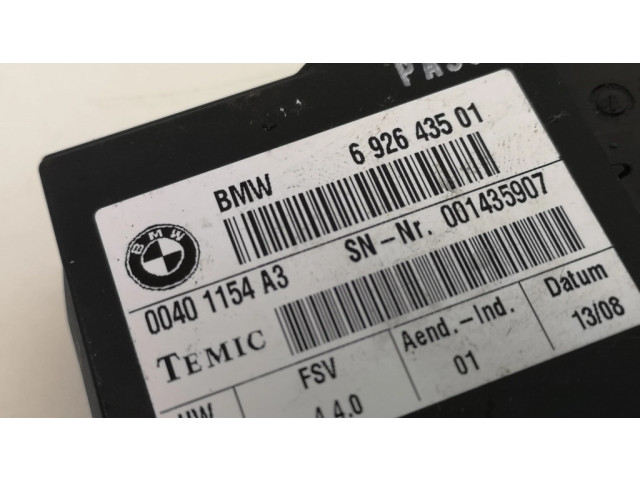 BMW 6 926 435 01
BMW
SN-Nr. 001435907
0040 1154 A3
TEMIC
FSV
Aend.-Ind.
Datum
4.4.0
01
13/08